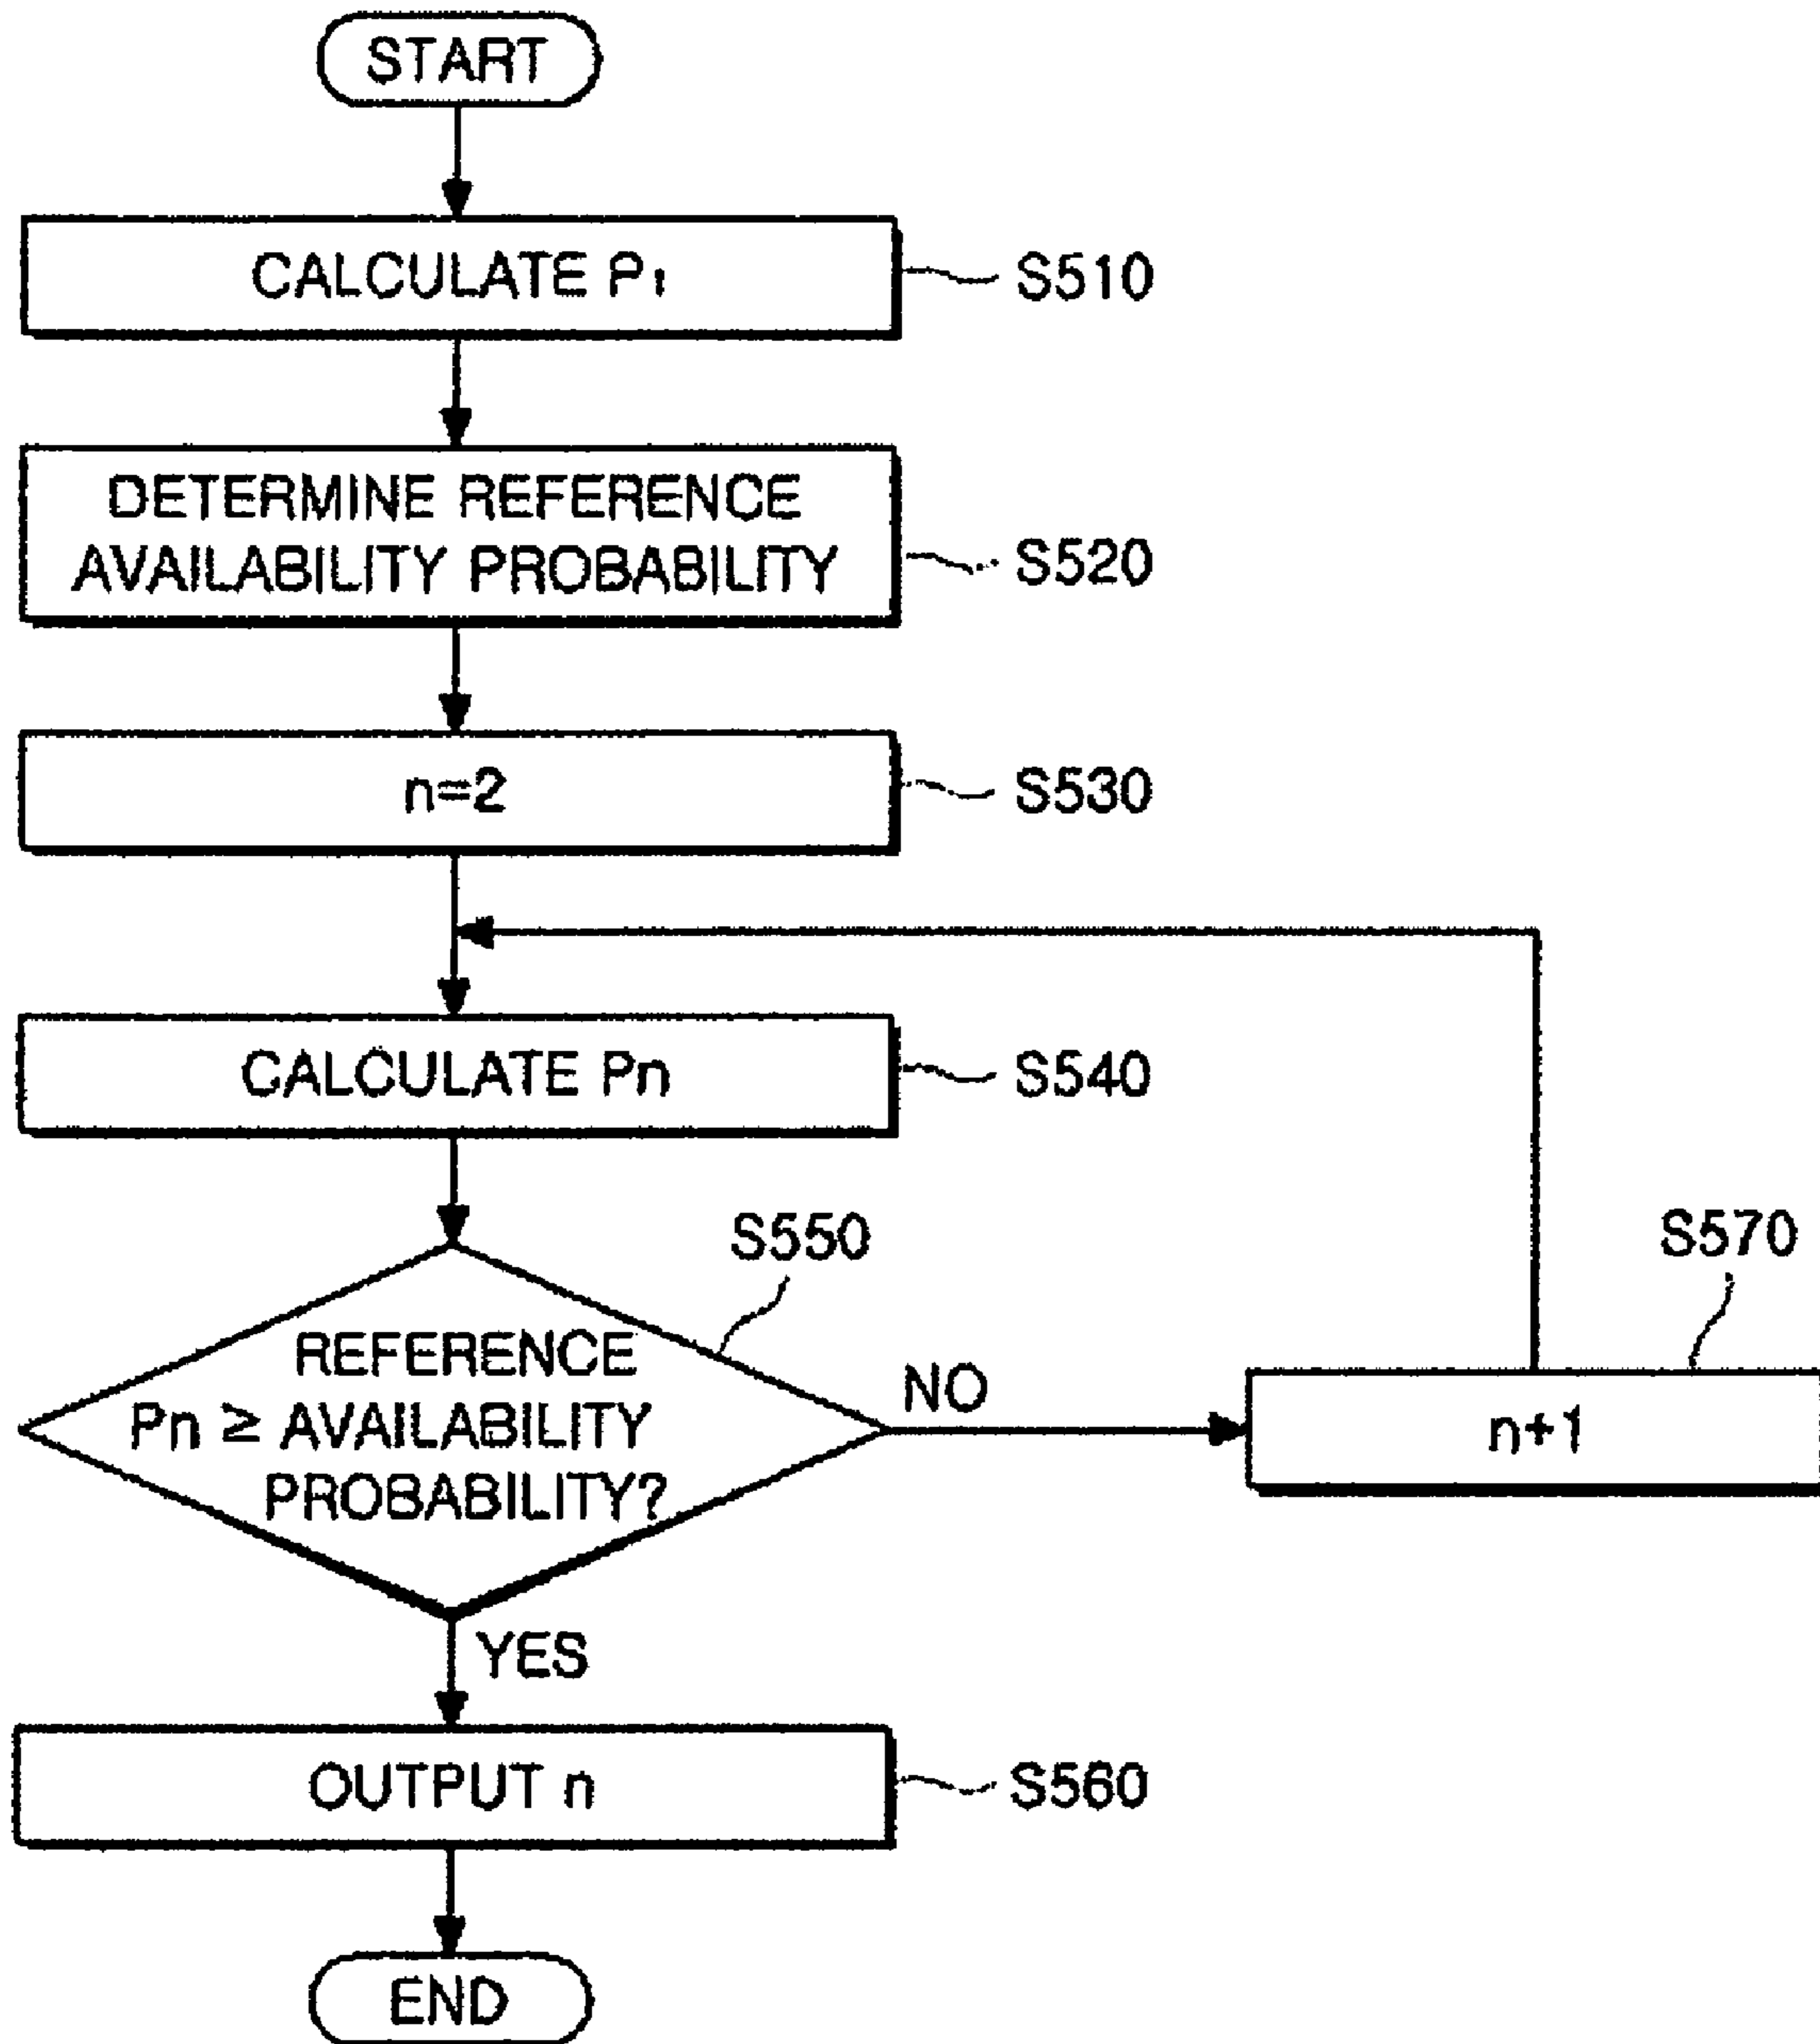 START
CALCULATE P1
S510
DETERMINE REFERENCE
AVAILABILITY PROBABILITY
S520
n=2
S530
CALCULATE Pn
S540
S550
REFERENCE
Pn ≥ AVAILABILITY
PROBABILITY?
NO
S570
n+1
YES
OUTPUT n
S560
END